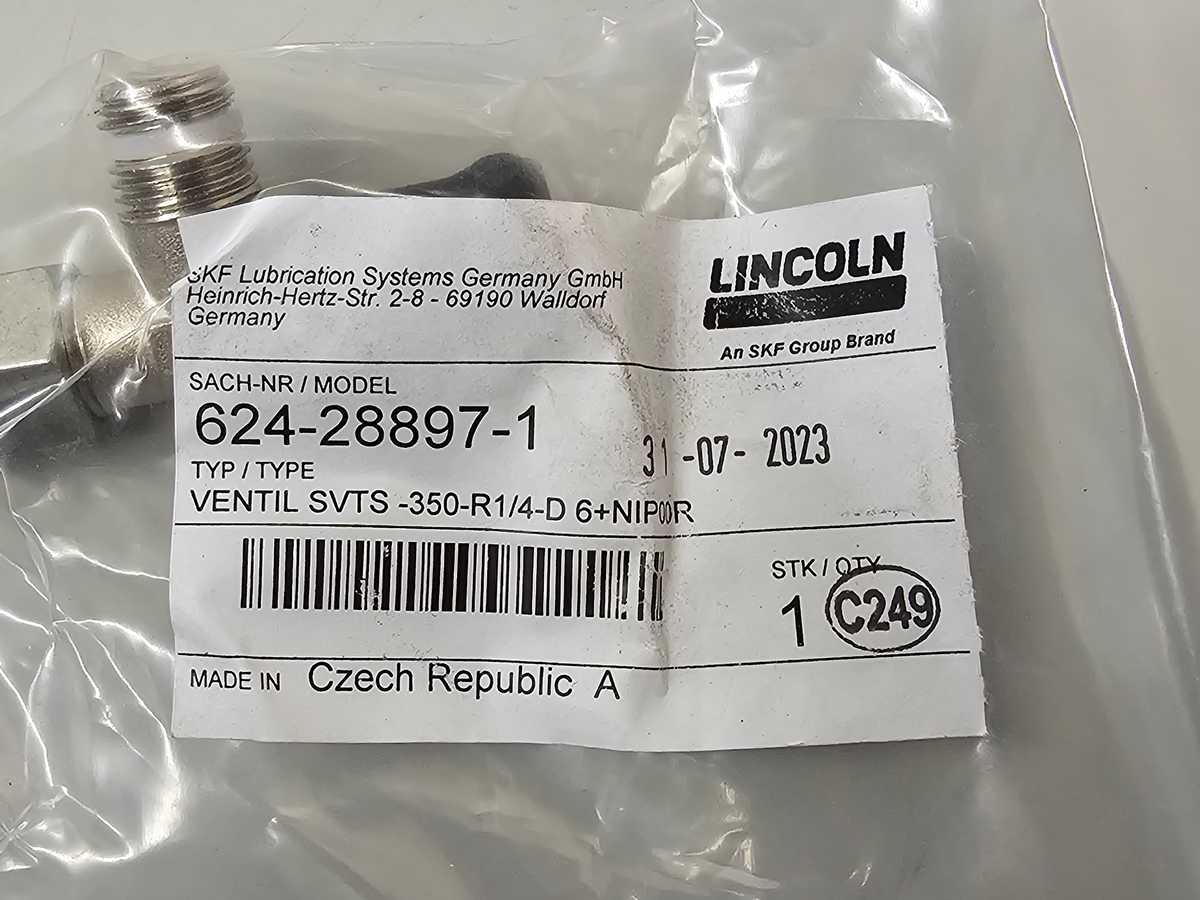 SKF Lubrication Systems Germany GmbH
Heinrich-Hertz-Str. 2-8 - 69190 Walldorf
Germany
LINCOLN
An SKF Group Brand
SACH-NR / MODEL
624-28897-1
31-07-2023
TYP / TYPE
VENTIL SVTS -350-R1/4-D 6+
STK / QTY
1
C249
MADE IN Czech Republic A